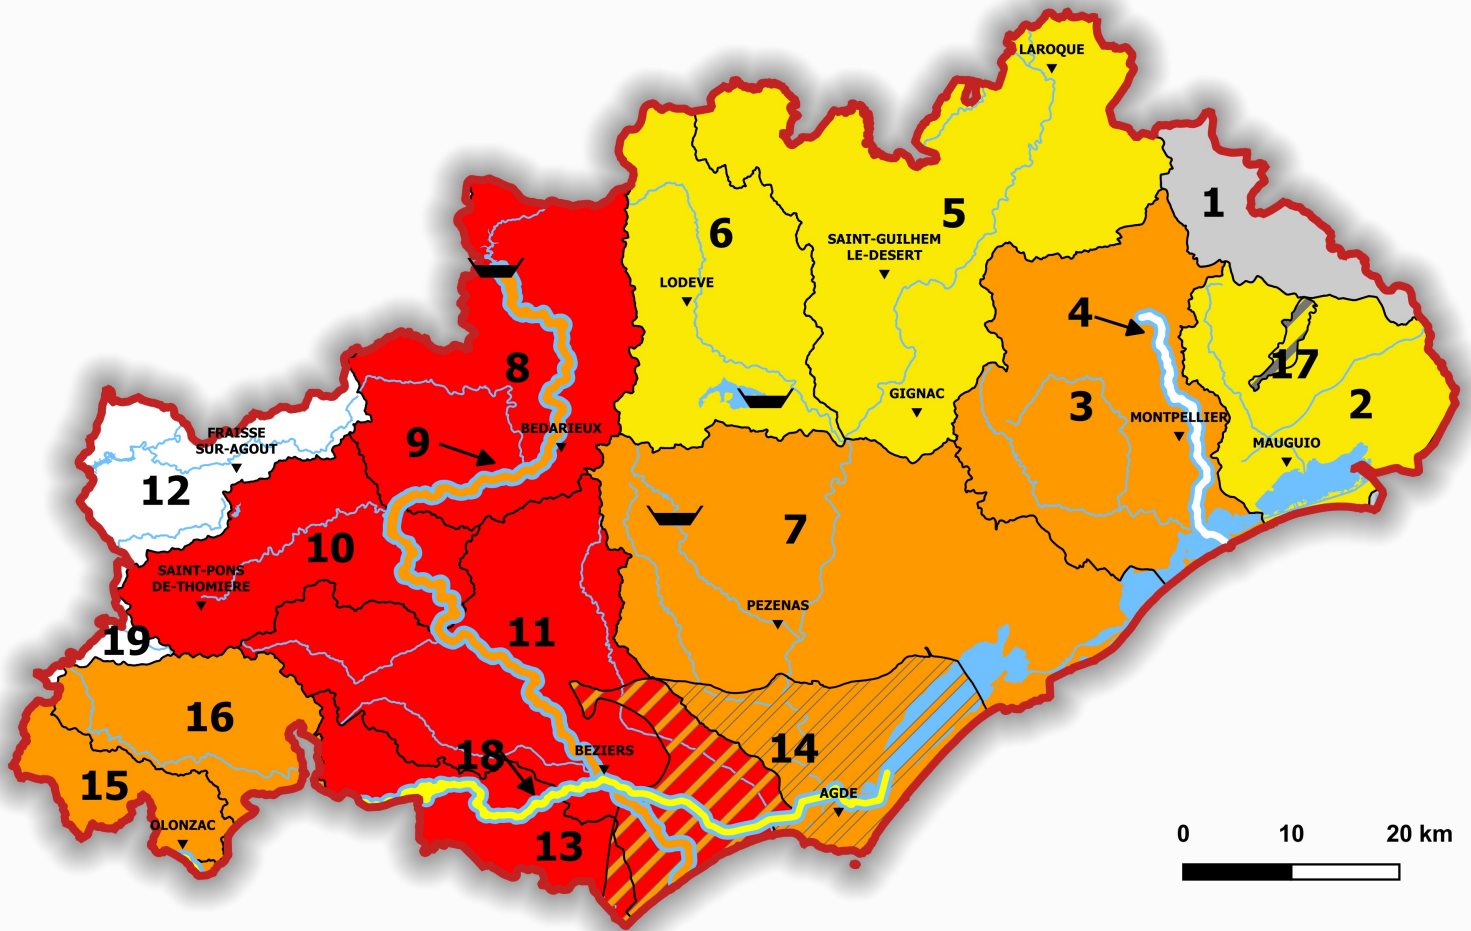 LAROQUE
1
5
SAINT-GUILHEM
LE-DESERT
6
LODEVE
4
8
17
GIGNAC
3
2
MONTPELLIER
BEDARIEUX
FRAISSE
SUR-AGOUT
9
MAUGUIO
12
7
10
SAINT-PONS
DE-THOMIERE
PEZENAS
11
19
16
14
BEZIERS
18
15
AGDE
OLONZAC
13
0 10 20 km